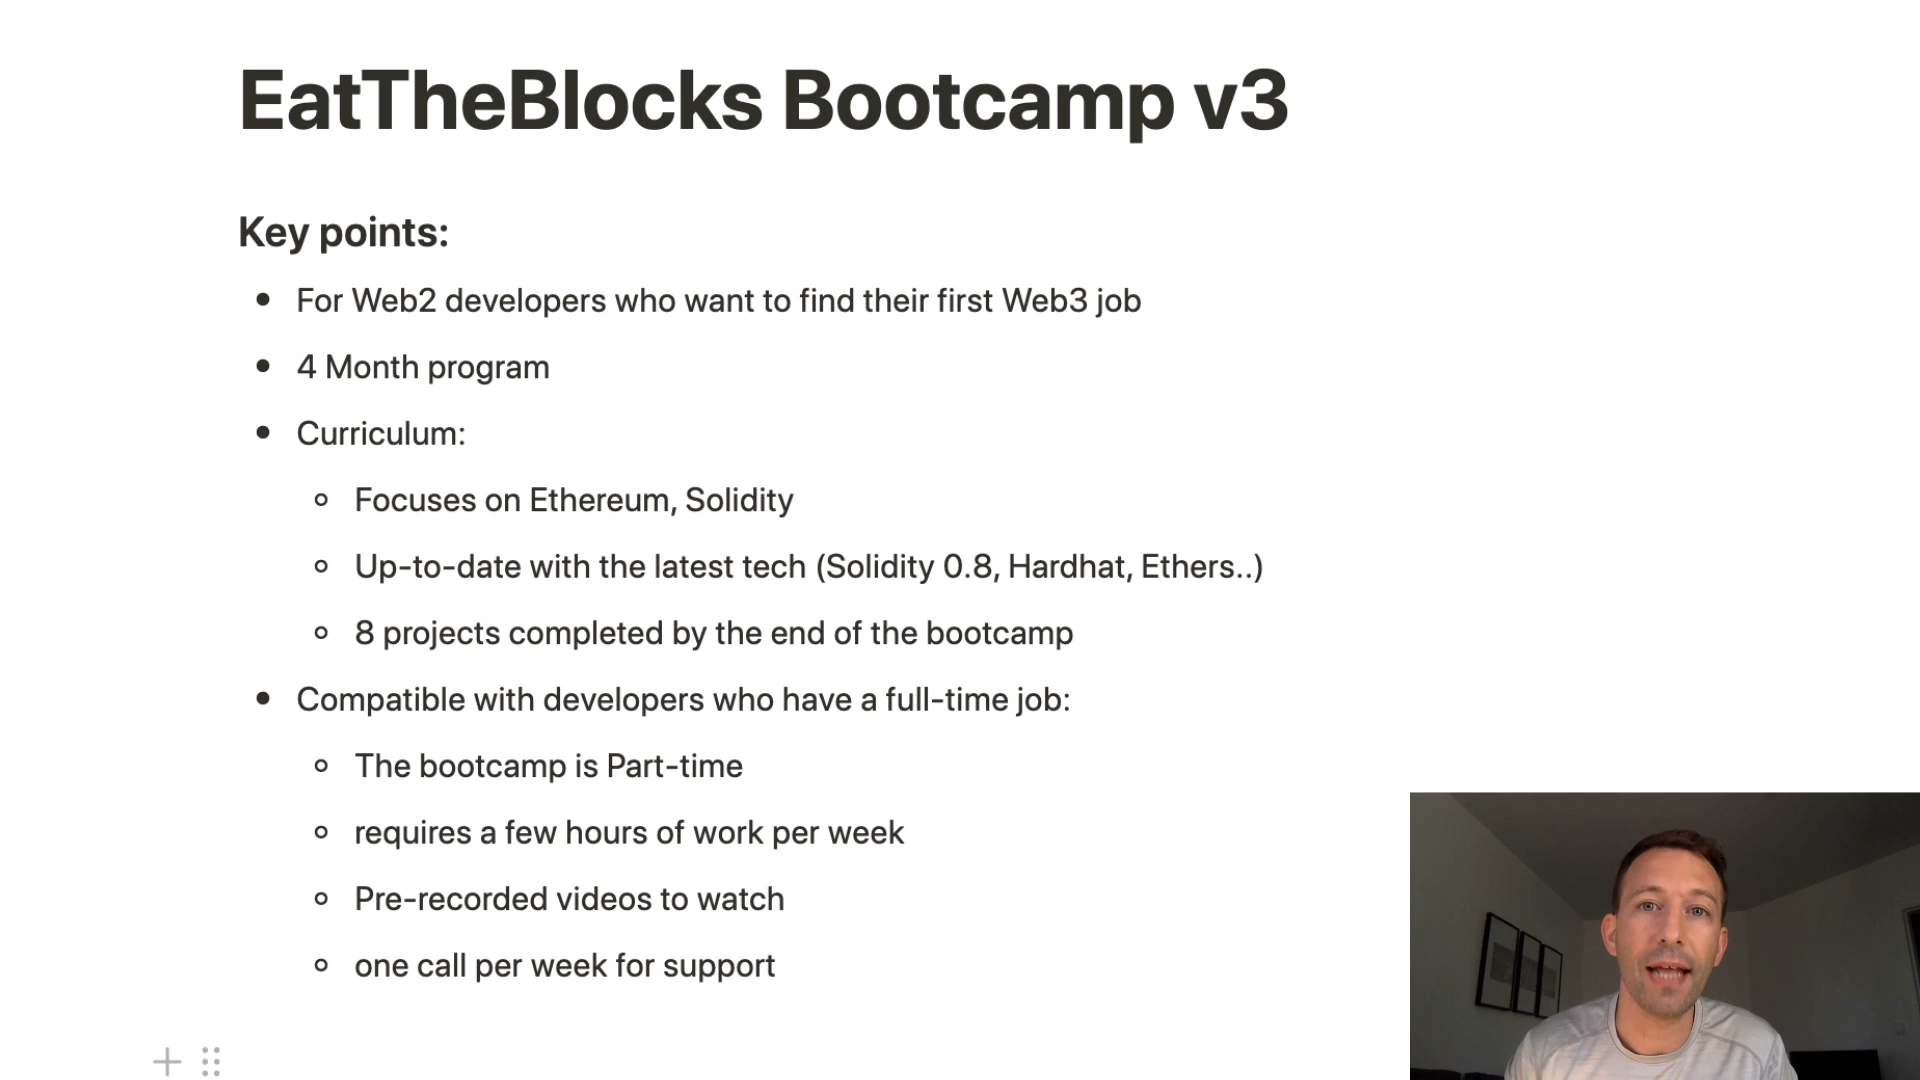 EatTheBlocks Bootcamp v3
Key points:
For Web2 developers who want to find their first Web3 job
4 Month program
Curriculum:
Focuses on Ethereum, Solidity
Up-to-date with the latest tech (Solidity 0.8, Hardhat, Ethers..)
8 projects completed by the end of the bootcamp
Compatible with developers who have a full-time job:
The bootcamp is Part-time
requires a few hours of work per week
Pre-recorded videos to watch
one call per week for support